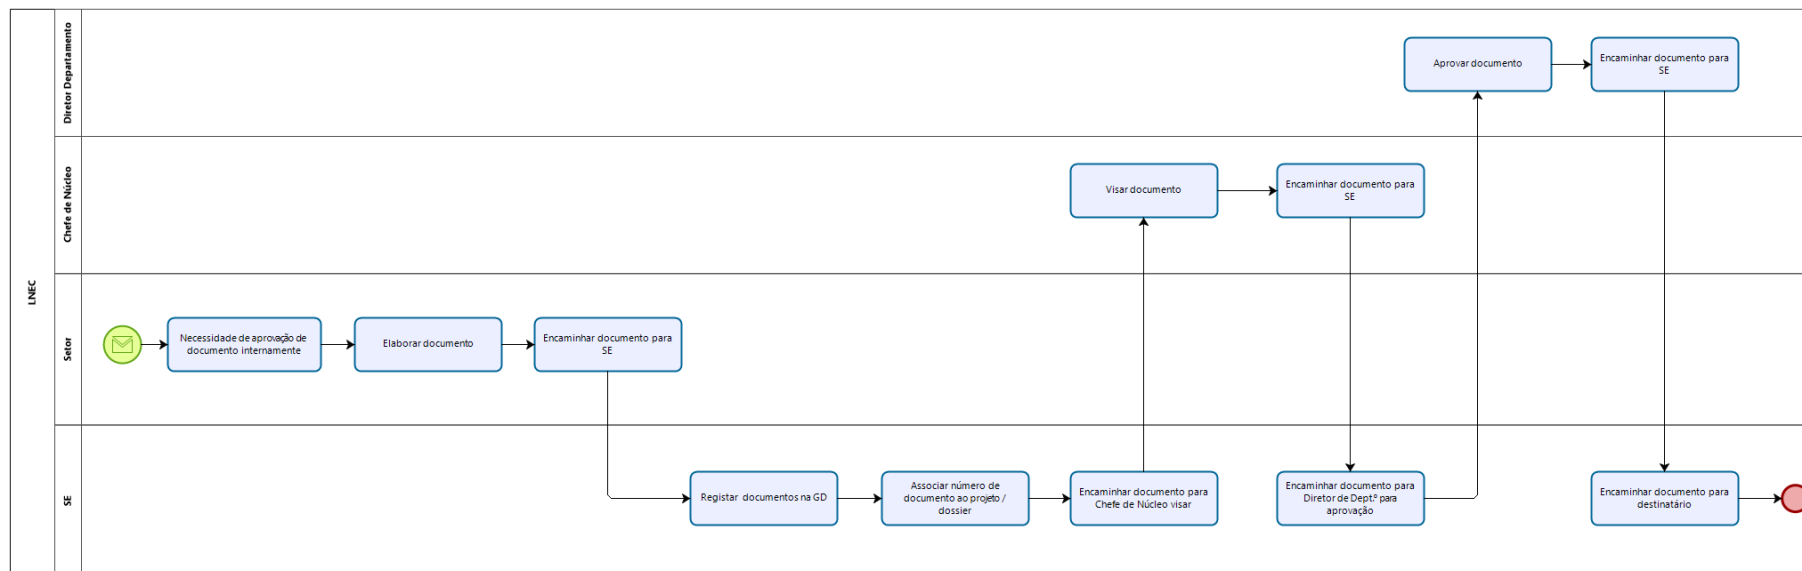 LNEC
Diretor Departamento
Aprovar documento
Encaminhar documento para
SE
Chefe de Núcleo
Visar documento
Encaminhar documento para
SE
Setor
Necessidade de aprovação de
documento internamente
Elaborar documento
Encaminhar documento para
SE
SE
Registar documentos na GD
Associar número de
documento ao projeto /
dossier
Encaminhar documento para
Chefe de Núcleo visar
Encaminhar documento para
Diretor de Dept.º para
aprovação
Encaminhar documento para
destinatário